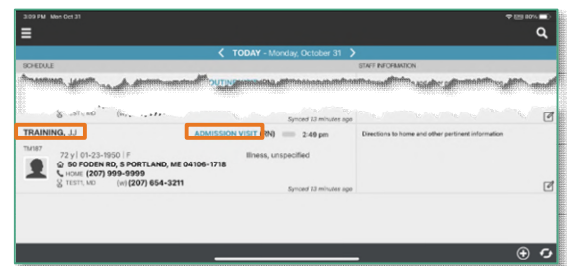 3:09 PM Mon Oct 31 80%
TODAY - Monday, October 31
SCHEDULE STAFF INFORMATION
Synced 13 minutes ago
TRAINING, JJ ADMISSION VISIT (RN) 2:48 pm Directions to home and other pertinent information
TM187
72 y | 01-23-1950 | F Illness, unspecified
50 FODEN RD, S PORTLAND, ME 04106-1718
HOME (207) 999-9999
TEST1, MD (w) (207) 654-3211
Synced 13 minutes ago